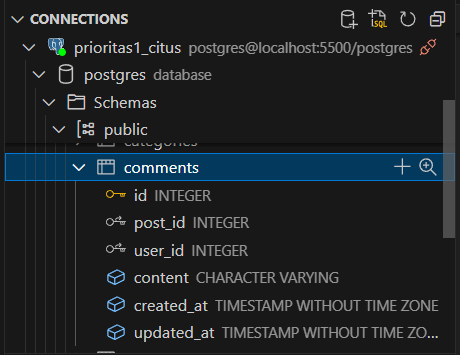 CONNECTIONS
SQL
prioritas1_citus postgres@localhost:5500/postgres
postgres database
Schemas
public
categories
comments
id INTEGER
post_id INTEGER
user_id INTEGER
content CHARACTER VARYING
created_at TIMESTAMP WITHOUT TIME ZONE
updated_at TIMESTAMP WITHOUT TIME ZO...